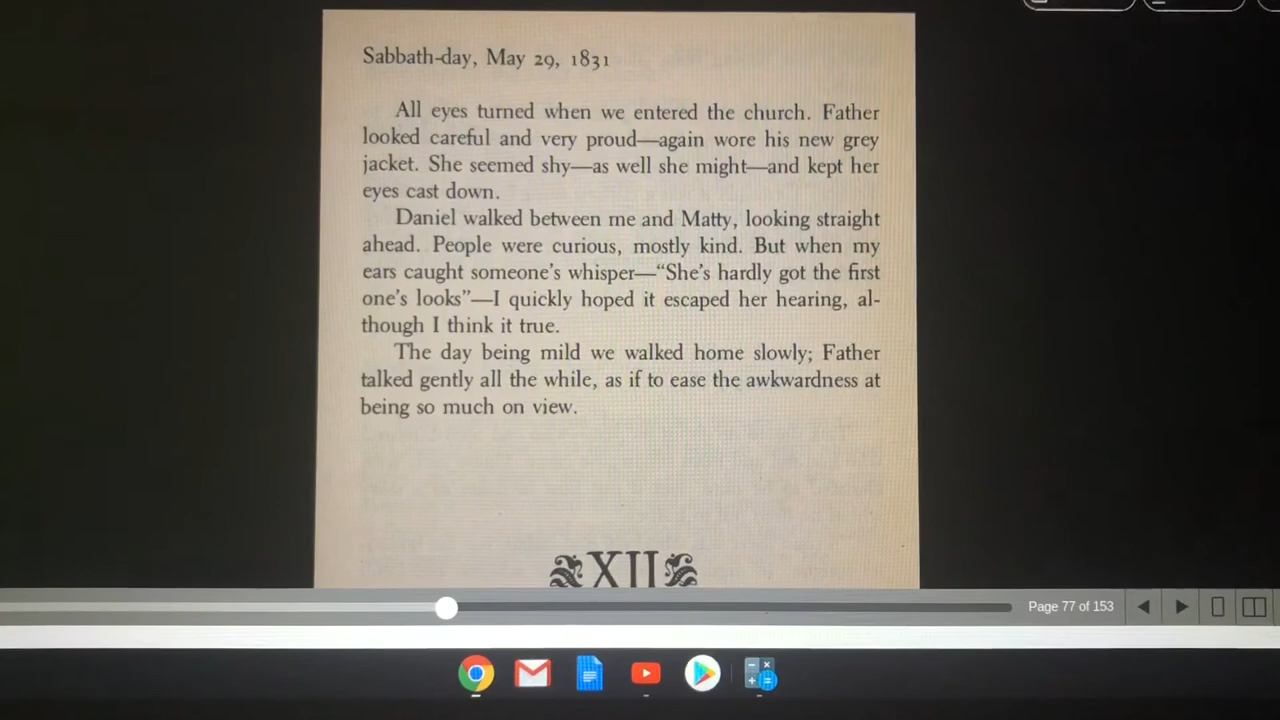 Sabbath-day, May 29, 1831
All eyes turned when we entered the church. Father
looked careful and very proud—again wore his new grey
jacket. She seemed shy—as well she might—and kept her
eyes cast down.
Daniel walked between me and Matty, looking straight
ahead. People were curious, mostly kind. But when my
ears caught someone's whisper—“She's hardly got the first
one's looks”—I quickly hoped it escaped her hearing, al-
though I think it true.
The day being mild we walked home slowly; Father
talked gently all the while, as if to ease the awkwardness at
being so much on view.
XII
Page 77 of 153